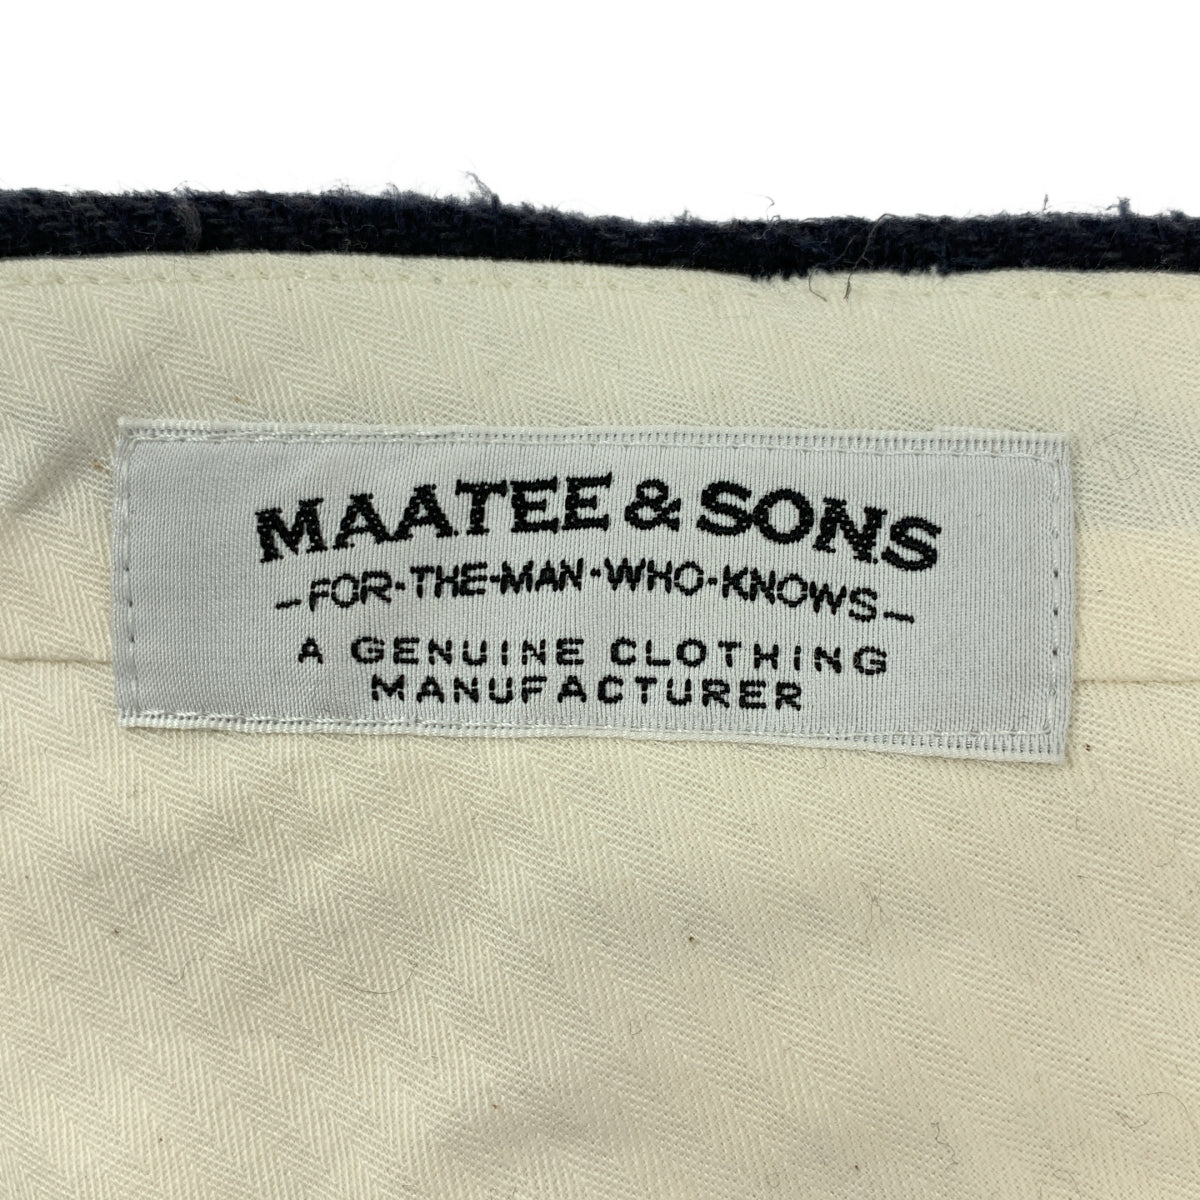 MAATEE & SONS
-FOR-THE-MAN-WHO-KNOWS-
A GENUINE CLOTHING
MANUFACTURER